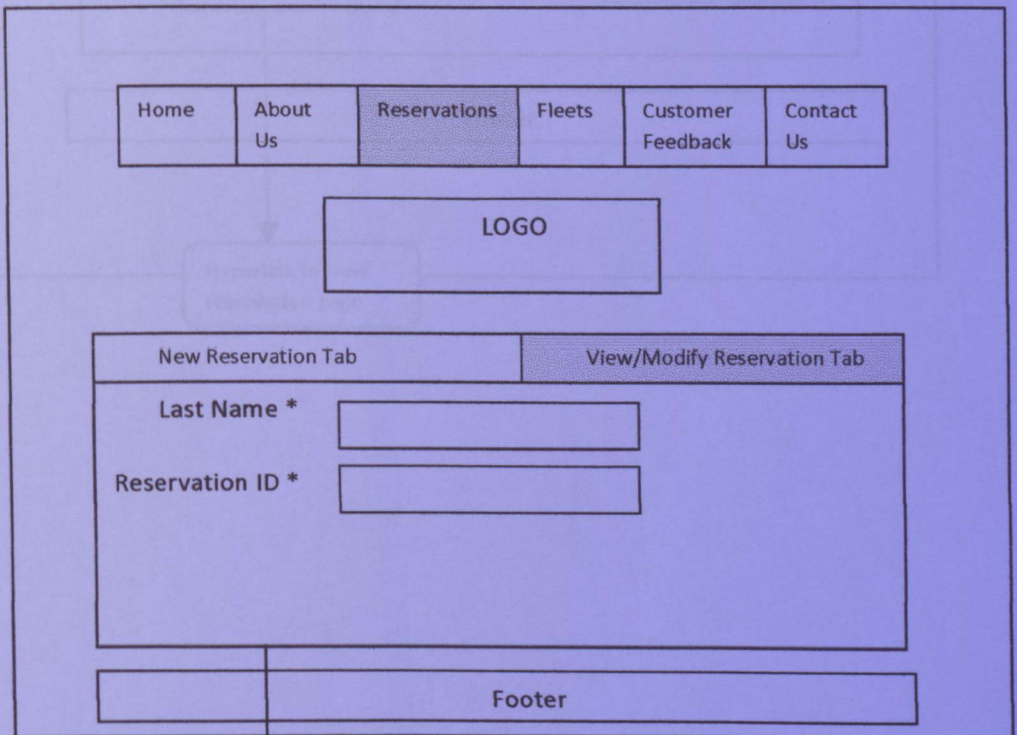 Home
About
Us
Reservations
Fleets
Customer
Feedback
Contact
Us
LOGO
New Reservation Tab
View/Modify Reservation Tab
Last Name *
Reservation ID *
Footer